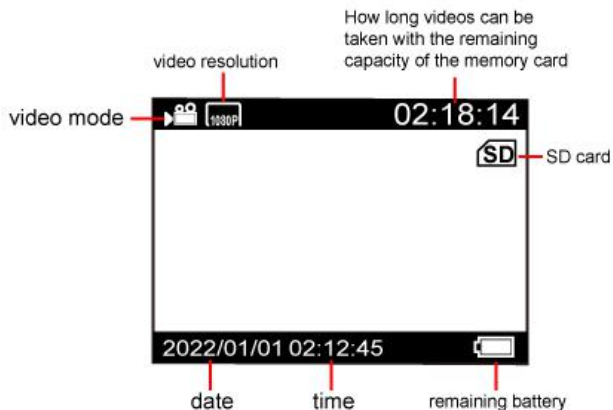 How long videos can be
taken with the remaining
capacity of the memory card
video resolution
video mode
1080P
02:18:14
SD
SD card
2022/01/01 02:12:45
date
time
remaining battery